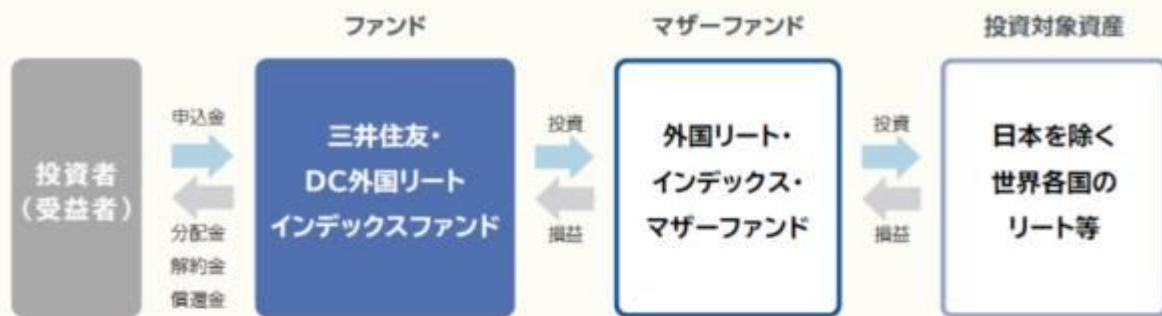 ファンド
マザーファンド
投資対象資産
投資者
（受益者）
申込金
分配金
解約金
償還金
三井住友・
DC外国リート
インデックスファンド
投資
損益
外国リート・
インデックス・
マザーファンド
投資
損益
日本を除く
世界各国の
リート等